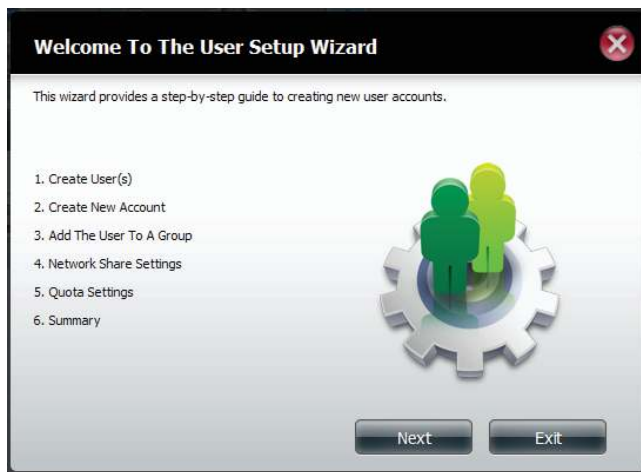 Welcome To The User Setup Wizard
This wizard provides a step-by-step guide to creating new user accounts.
1. Create User(s)
2. Create New Account
3. Add The User To A Group
4. Network Share Settings
5. Quota Settings
6. Summary
Next
Exit